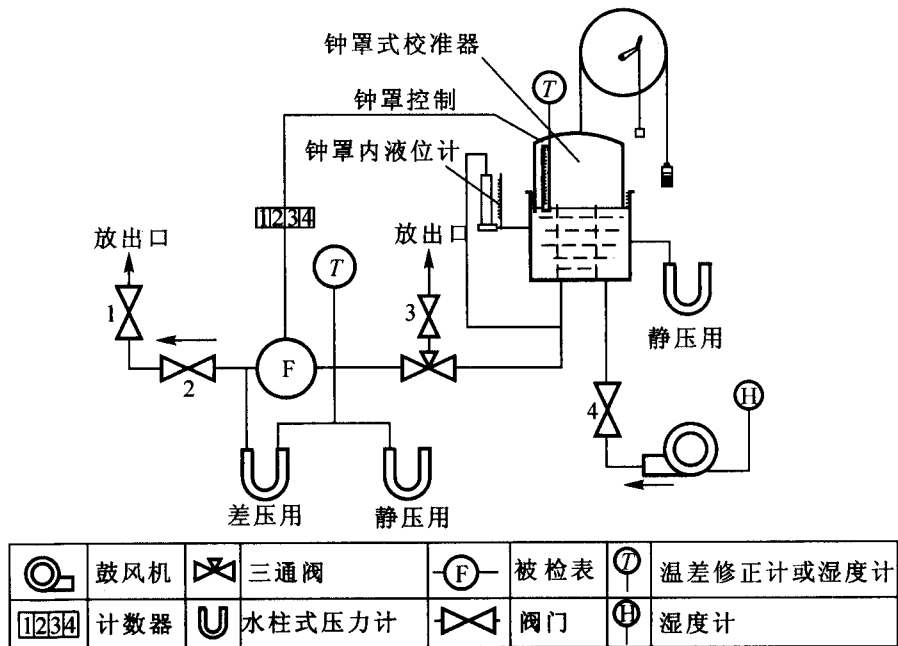 钟罩式校准器
T
钟罩控制
钟罩内液位计
1234
放出口
放出口
T
1
3
静压用
F
2
4
H
差压用
静压用
鼓风机
三通阀
F
被检表
T
温差修正计或湿度计
1234
计数器
水柱式压力计
阀门
H
湿度计